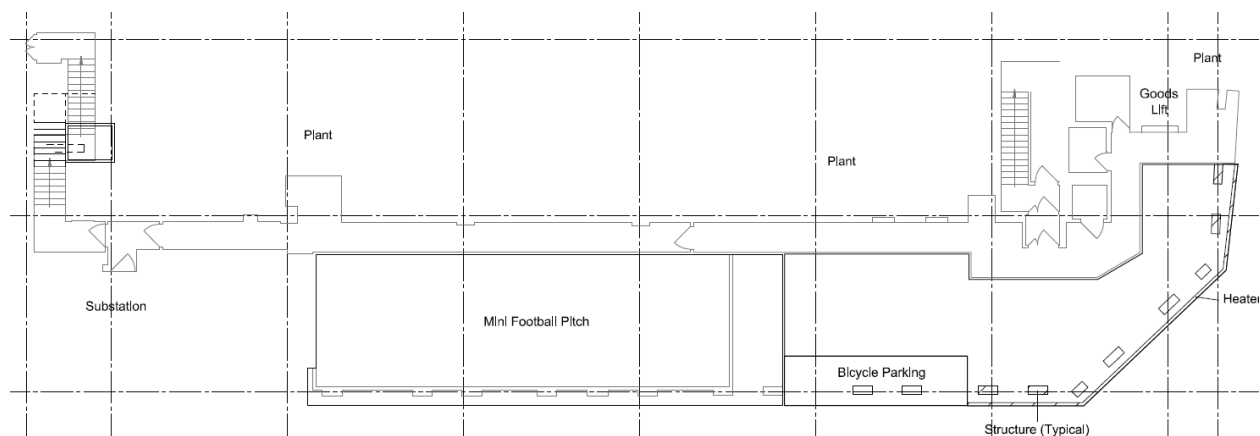 Plant
Goods
Lift
Plant
Plant
Substation
Heater
Mini Football Pitch
Bicycle Parking
Structure (Typical)